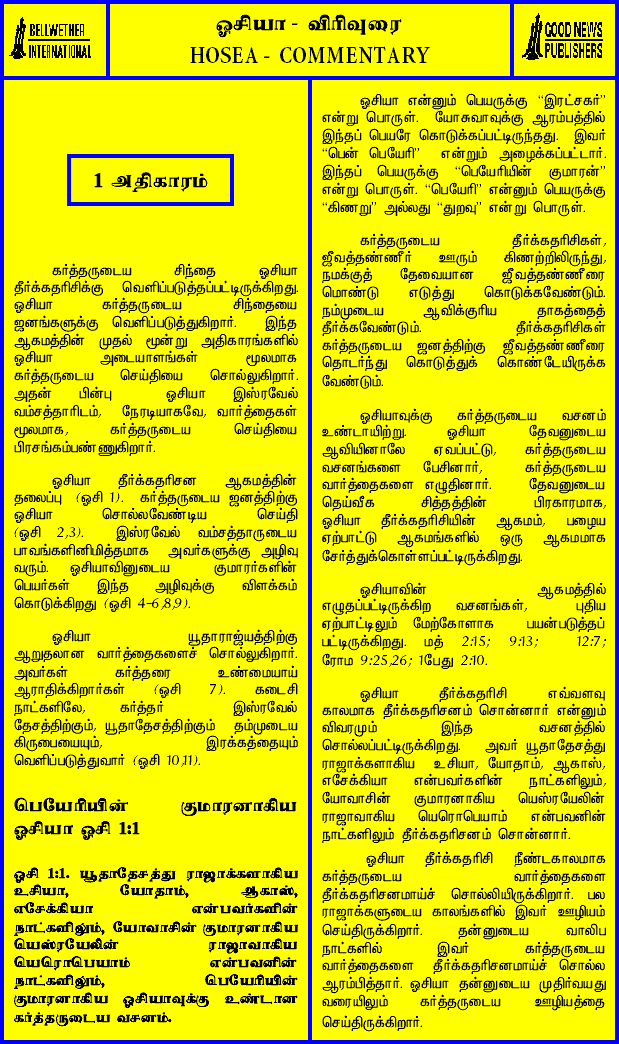 BELLWETHER
INTERNATIONAL
ஓசியா - விரிவுரை
HOSEA - COMMENTARY
GOOD NEWS
PUBLISHERS
1 அதிகாரம்
கர்த்தருடைய சிந்தை ஓசியா
தீர்க்கதரிசிக்கு வெளிப்படுத்தப்பட்டிருக்கிறது.
ஓசியா கர்த்தருடைய சிந்தையை
ஜனங்களுக்கு வெளிப்படுத்துகிறார். இந்த
ஆகமத்தின் முதல் மூன்று அதிகாரங்களில்
ஓசியா அடையாளங்கள் மூலமாக
கர்த்தருடைய செய்தியை சொல்லுகிறார்.
அதன் பின்பு ஓசியா இஸ்ரவேல்
வம்சத்தாரிடம், நேரடியாகவே, வார்த்தைகள்
மூலமாக, கர்த்தருடைய செய்தியை
பிரசங்கம்பண்ணுகிறார்.
ஓசியா தீர்க்கதரிசன ஆகமத்தின்
தலைப்பு (ஓசி 1). கர்த்தருடைய ஜனத்திற்கு
ஓசியா சொல்லவேண்டிய செய்தி
(ஓசி 2,3). இஸ்ரவேல் வம்சத்தாருடைய
பாவங்களினிமித்தமாக அவர்களுக்கு அழிவு
வரும். ஓசியாவினுடைய குமாரர்களின்
பெயர்கள் இந்த அழிவுக்கு விளக்கம்
கொடுக்கிறது (ஓசி 4-6,8,9).
ஓசியா யூதாராஜ்யத்திற்கு
ஆறுதலான வார்த்தைகளைச் சொல்லுகிறார்.
அவர்கள் கர்த்தரை உண்மையாய்
ஆராதிக்கிறார்கள் (ஓசி 7). கடைசி
நாட்களிலே, கர்த்தர் இஸ்ரவேல்
தேசத்திற்கும், யூதாதேசத்திற்கும் தம்முடைய
கிருபையையும், இரக்கத்தையும்
வெளிப்படுத்துவார் (ஓசி 10,11).
பெயேரியின் குமாரனாகிய
ஓசியா ஓசி 1:1
ஓசி 1:1. யூதாதேசத்து ராஜாக்களாகிய
உசியா, யோதாம், ஆகாஸ்,
எசேக்கியா என்பவர்களின்
நாட்களிலும், யோவாசின் குமாரனாகிய
யெஸ்ரயேலின் ராஜாவாகிய
யெரொபெயாம் என்பவனின்
நாட்களிலும், பெயேரியின்
குமாரனாகிய ஓசியாவுக்கு உண்டான
கர்த்தருடைய வசனம்.
ஓசியா என்னும் பெயருக்கு “இரட்சகர்”
என்று பொருள். யோசுவாவுக்கு ஆரம்பத்தில்
இந்தப் பெயரே கொடுக்கப்பட்டிருந்தது. இவர்
“பென் பெயேரி” என்றும் அழைக்கப்பட்டார்.
இந்தப் பெயருக்கு “பெயேரியின் குமாரன்”
என்று பொருள். “பெயேரி” என்னும் பெயருக்கு
“கிணறு” அல்லது “துறவு” என்று பொருள்.
கர்த்தருடைய தீர்க்கதரிசிகள்,
ஜீவத்தண்ணீர் ஊரும் கிணற்றிலிருந்து,
நமக்குத் தேவையான ஜீவத்தண்ணீரை
மொண்டு எடுத்து கொடுக்கவேண்டும்.
நம்முடைய ஆவிக்குரிய தாகத்தைத்
தீர்க்கவேண்டும். தீர்க்கதரிசிகள்
கர்த்தருடைய ஜனத்திற்கு ஜீவத்தண்ணீரை
தொடர்ந்து கொடுத்துக் கொண்டேயிருக்க
வேண்டும்.
ஓசியாவுக்கு கர்த்தருடைய வசனம்
உண்டாயிற்று. ஓசியா தேவனுடைய
ஆவியினாலே ஏவப்பட்டு, கர்த்தருடைய
வசனங்களை பேசினார், கர்த்தருடைய
வார்த்தைகளை எழுதினார். தேவனுடைய
தெய்வீக சித்தத்தின் பிரகாரமாக,
ஓசியா தீர்க்கதரிசியின் ஆகமம், பழைய
ஏற்பாட்டு ஆகமங்களில் ஒரு ஆகமமாக
சேர்த்துக்கொள்ளப்பட்டிருக்கிறது.
ஓசியாவின் ஆகமத்தில்
எழுதப்பட்டிருக்கிற வசனங்கள், புதிய
ஏற்பாட்டிலும் மேற்கோளாக பயன்படுத்தப்
பட்டிருக்கிறது. மத் 2:15; 9:13; 12:7;
ரோம 9:25,26; 1பேது 2:10.
ஓசியா தீர்க்கதரிசி எவ்வளவு
காலமாக தீர்க்கதரிசனம் சொன்னார் என்னும்
விவரமும் இந்த வசனத்தில்
சொல்லப்பட்டிருக்கிறது. அவர் யூதாதேசத்து
ராஜாக்களாகிய உசியா, யோதாம், ஆகாஸ்,
எசேக்கியா என்பவர்களின் நாட்களிலும்,
யோவாசின் குமாரனாகிய யெஸ்ரயேலின்
ராஜாவாகிய யெரொபெயாம் என்பவனின்
நாட்களிலும் தீர்க்கதரிசனம் சொன்னார்.
ஓசியா தீர்க்கதரிசி நீண்டகாலமாக
கர்த்தருடைய வார்த்தைகளை
தீர்க்கதரிசனமாய்ச் சொல்லியிருக்கிறார். பல
ராஜாக்களுடைய காலங்களில் இவர் ஊழியம்
செய்திருக்கிறார். தன்னுடைய வாலிப
நாட்களில் இவர் கர்த்தருடைய
வார்த்தைகளை தீர்க்கதரிசனமாய்ச் சொல்ல
ஆரம்பித்தார். ஓசியா தன்னுடைய முதிர்வயது
வரையிலும் கர்த்தருடைய ஊழியத்தை
செய்திருக்கிறார்.